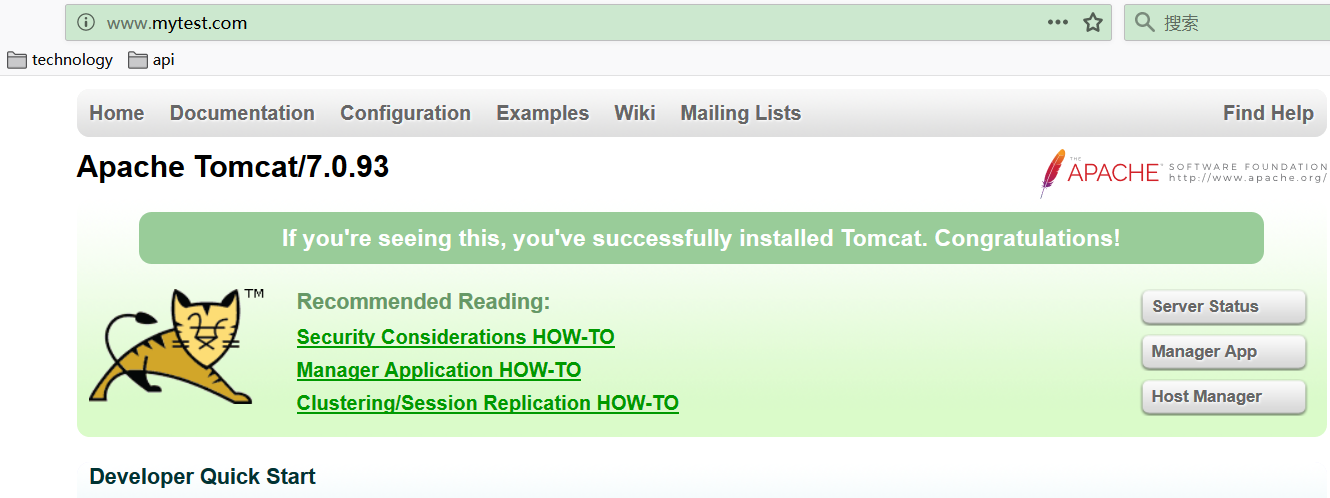 www.mytest.com
搜索
technology
api
Home Documentation Configuration Examples Wiki Mailing Lists Find Help
Apache Tomcat/7.0.93
THE APACHE® SOFTWARE FOUNDATION
http://www.apache.org/
If you're seeing this, you've successfully installed Tomcat. Congratulations!
TM
Recommended Reading:
Security Considerations HOW-TO
Manager Application HOW-TO
Clustering/Session Replication HOW-TO
Server Status
Manager App
Host Manager
Developer Quick Start